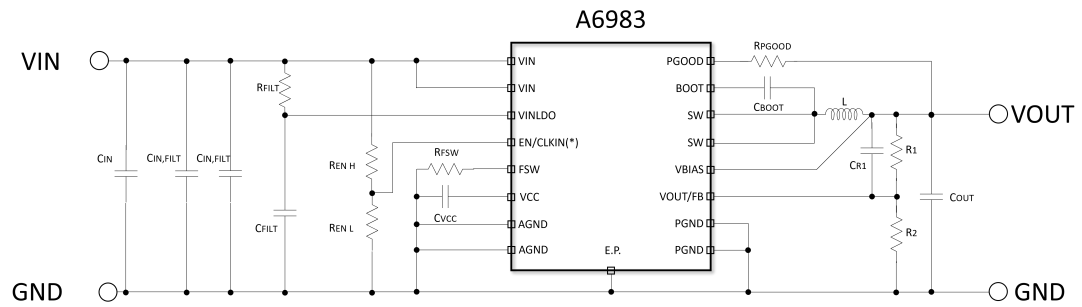 A6983
VIN
GND
CIN
CIN,FILT
CIN,FILT
RFILT
CFILT
REN H
REN L
RFSW
CVCC
VIN
VIN
VINLDO
EN/CLKIN(*)
FSW
VCC
AGND
AGND
E.P.
PGOOD
BOOT
SW
SW
VBIAS
VOUT/FB
PGND
PGND
RPGOOD
CBOOT
L
CR1
R1
R2
COUT
VOUT
GND